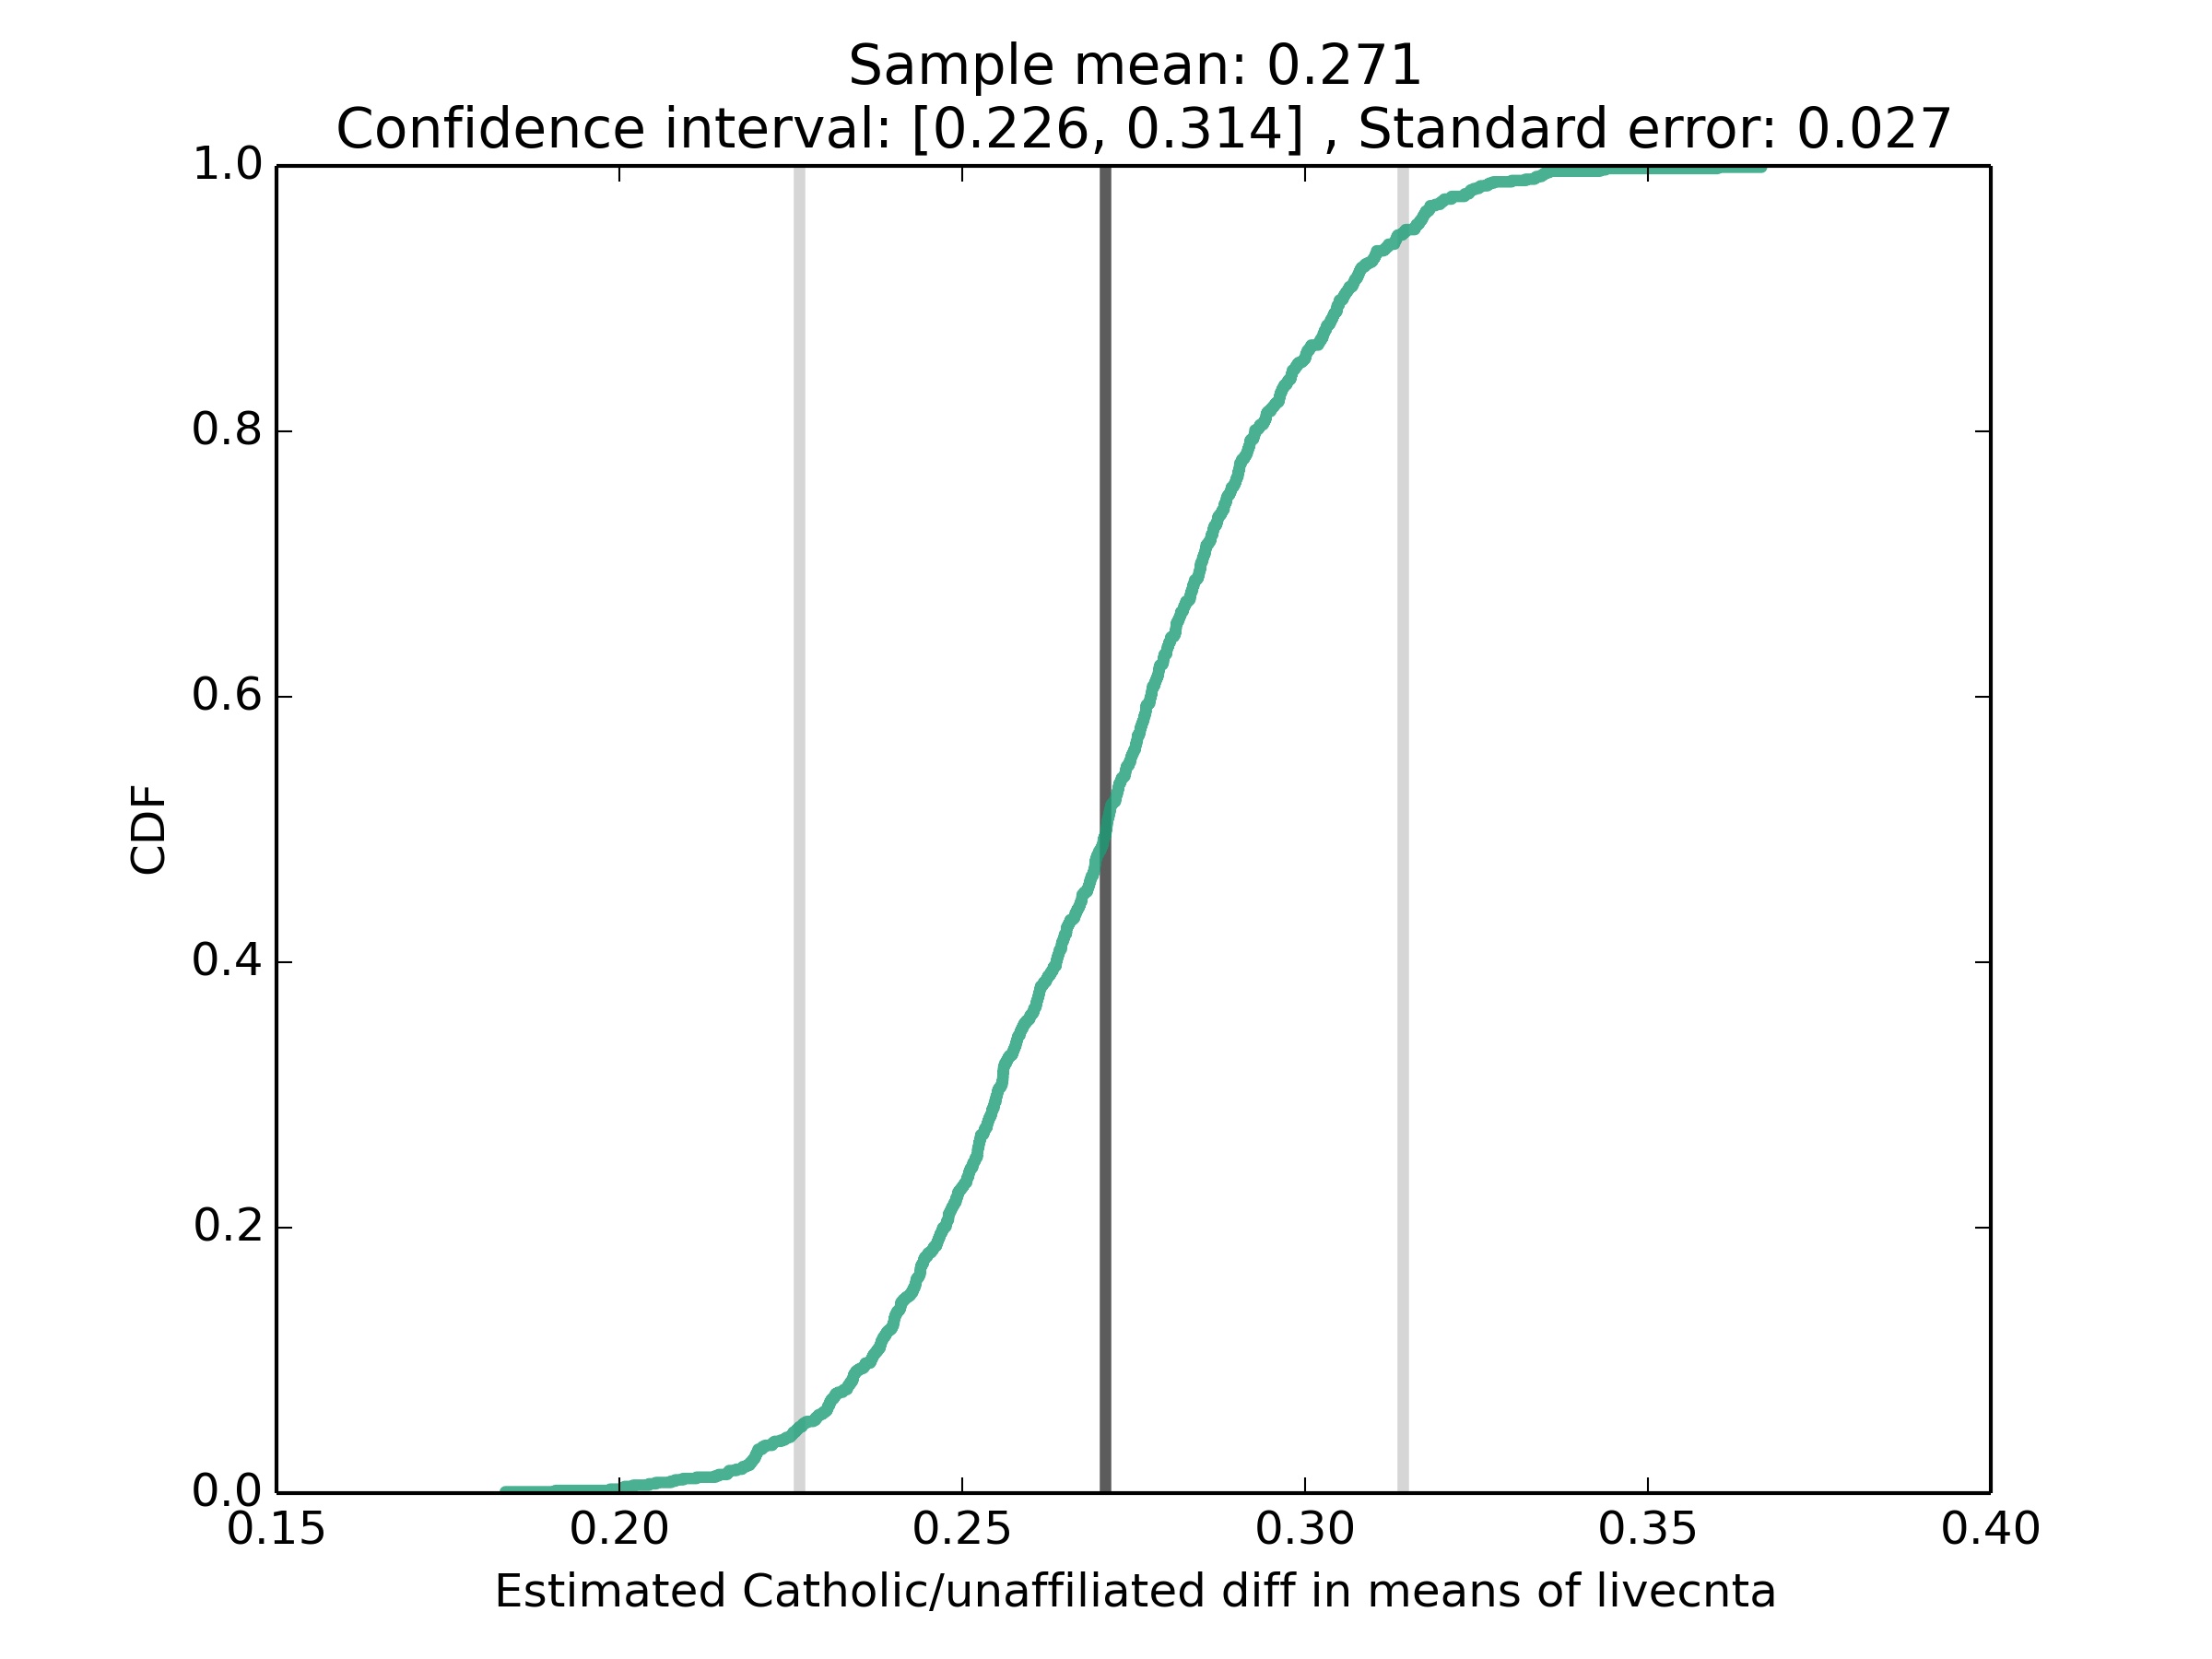 Sample mean: 0.271
Confidence interval: [0.226, 0.314] , Standard error: 0.027
1.0
0.8
0.6
0.4
0.2
0.0
CDF
0.15 0.20 0.25 0.30 0.35 0.40
Estimated Catholic/unaffiliated diff in means of livecnta